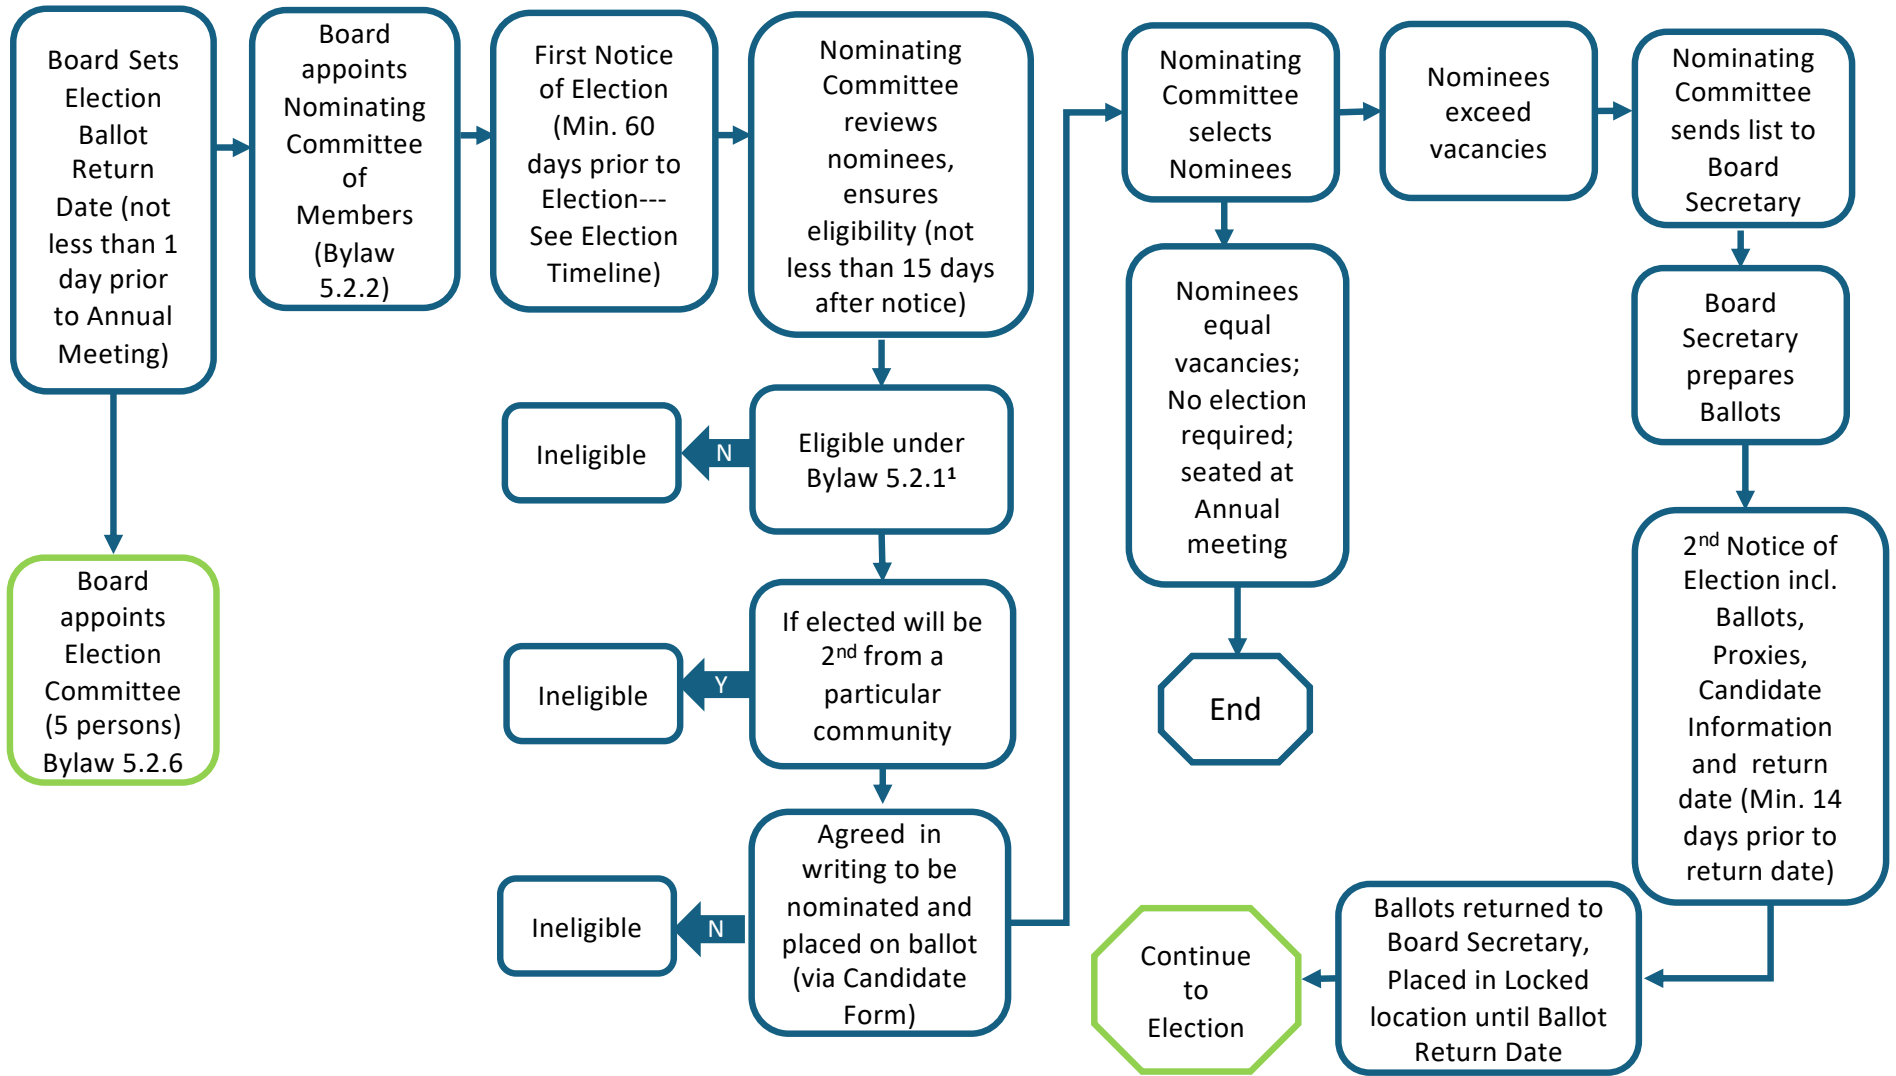 Board Sets
Election
Ballot
Return
Date (not
less than 1
day prior
to Annual
Meeting)
Board
appoints
Nominating
Committee
of
Members
(Bylaw
5.2.2)
First Notice
of Election
(Min. 60
days prior to
Election---
See Election
Timeline)
Nominating
Committee
reviews
nominees,
ensures
eligibility (not
less than 15 days
after notice)
Nominating
Committee
selects
Nominees
Nominees
exceed
vacancies
Nominating
Committee
sends list to
Board
Secretary
Board
appoints
Election
Committee
(5 persons)
Bylaw 5.2.6
Ineligible
N
Eligible under
Bylaw 5.2.1¹
Ineligible
Y
If elected will be
2nd from a
particular
community
Ineligible
N
Agreed in
writing to be
nominated and
placed on ballot
(via Candidate
Form)
Nominees
equal
vacancies;
No election
required;
seated at
Annual
meeting
End
Board
Secretary
prepares
Ballots
2nd Notice of
Election incl.
Ballots,
Proxies,
Candidate
Information
and return
date (Min. 14
days prior to
return date)
Ballots returned to
Board Secretary,
Placed in Locked
location until Ballot
Return Date
Continue
to
Election